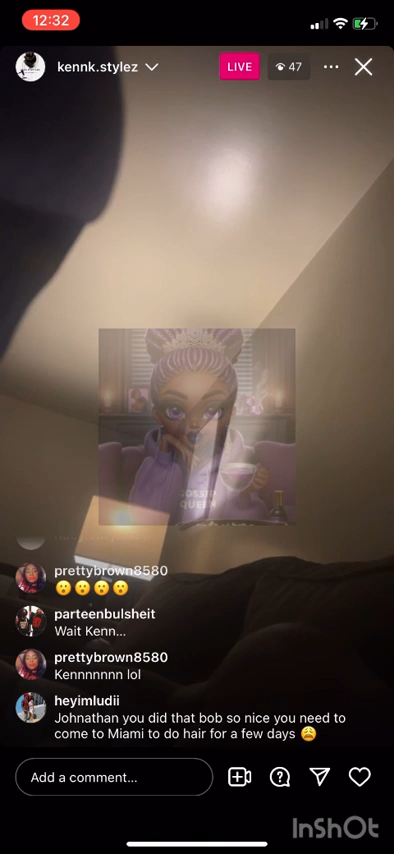 12:32
kennk.stylez
LIVE
47
GOSSIP
QUEEN
prettybrown8580
😮😮😮😮
parteenbulsheit
Wait Kenn...
prettybrown8580
Kennnnnnn lol
heyimludii
Johnathan you did that bob so nice you need to
come to Miami to do hair for a few days 😩
Add a comment...
InShOt